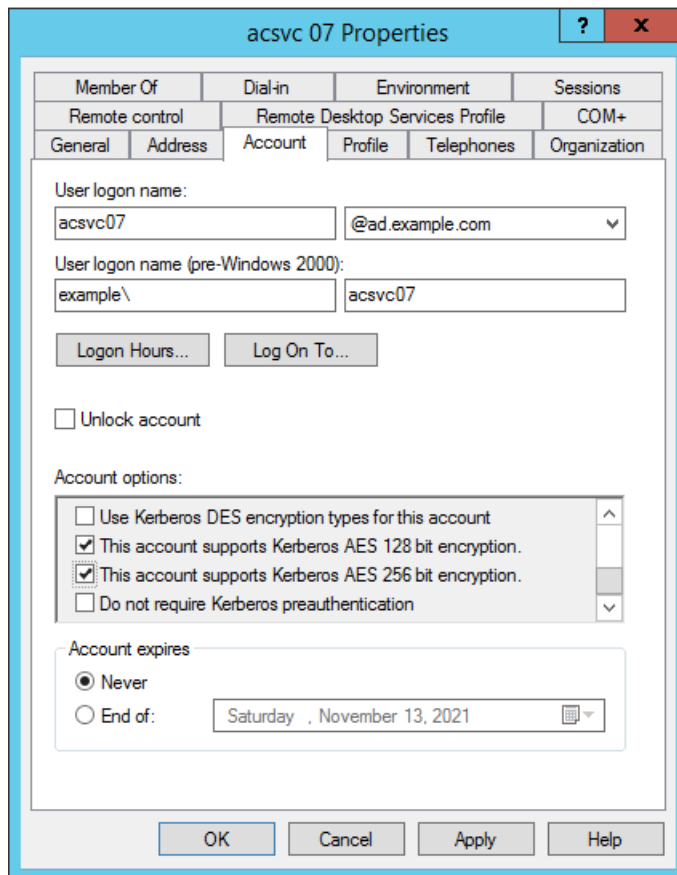 acsvc 07 Properties
? x
Member Of Dial-in Environment Sessions
Remote control Remote Desktop Services Profile COM+
General Address Account Profile Telephones Organization
User logon name:
acsvc07 @ad.example.com
User logon name (pre-Windows 2000):
example\ acsvc07
Logon Hours... Log On To...
Unlock account
Account options:
Use Kerberos DES encryption types for this account
This account supports Kerberos AES 128 bit encryption.
This account supports Kerberos AES 256 bit encryption.
Do not require Kerberos preauthentication
Account expires
Never
End of: Saturday , November 13, 2021
OK Cancel Apply Help